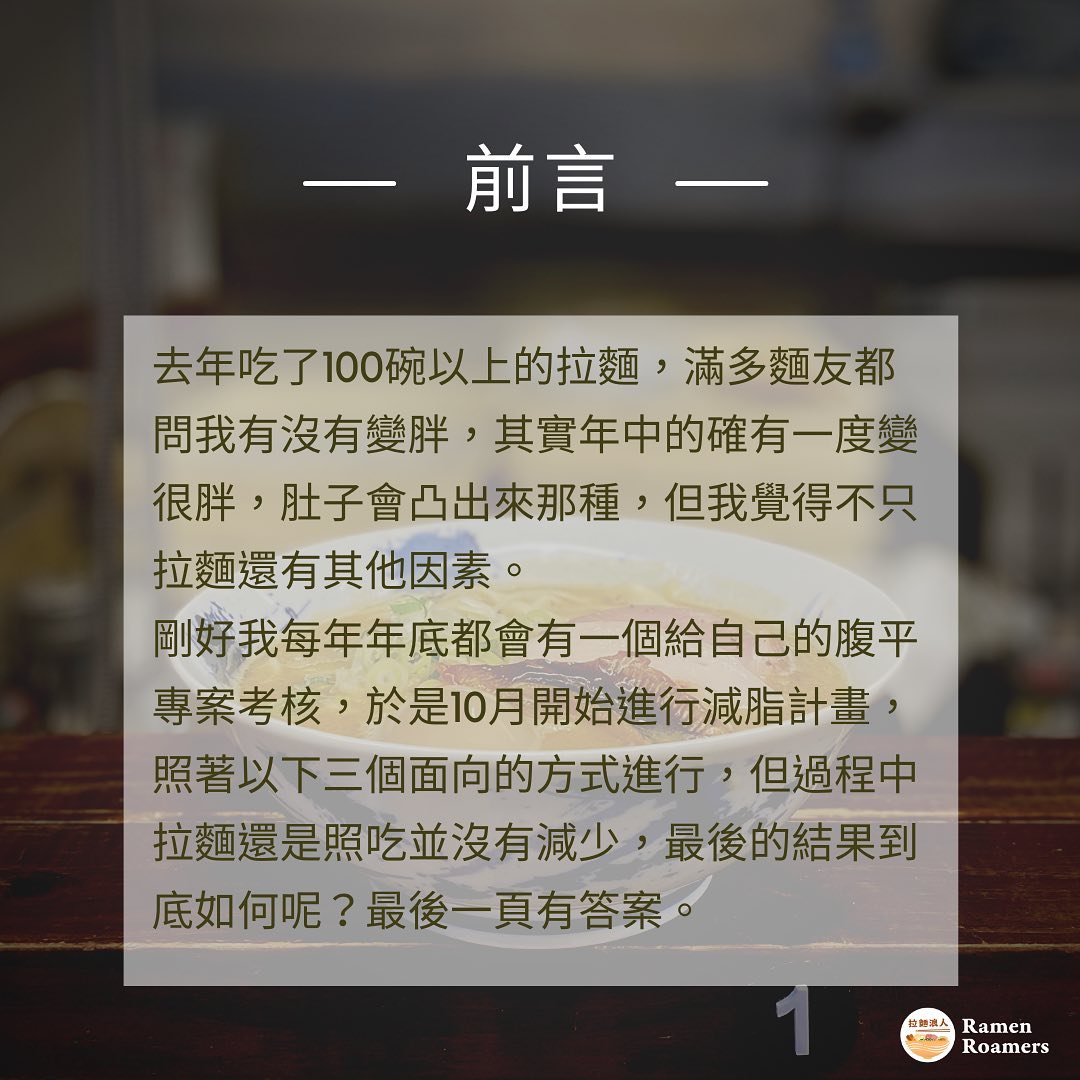 前言
去年吃了100碗以上的拉麵，滿多麵友都
問我有沒有變胖，其實年中的確有一度變
很胖，肚子會凸出來那種，但我覺得不只
拉麵還有其他因素。
剛好我每年年底都會有一個給自己的腹平
專案考核，於是10月開始進行減脂計畫，
照著以下三個面向的方式進行，但過程中
拉麵還是照吃並沒有減少，最後的結果到
底如何呢？最後一頁有答案。
1
拉麵浪人
Ramen
Roamers